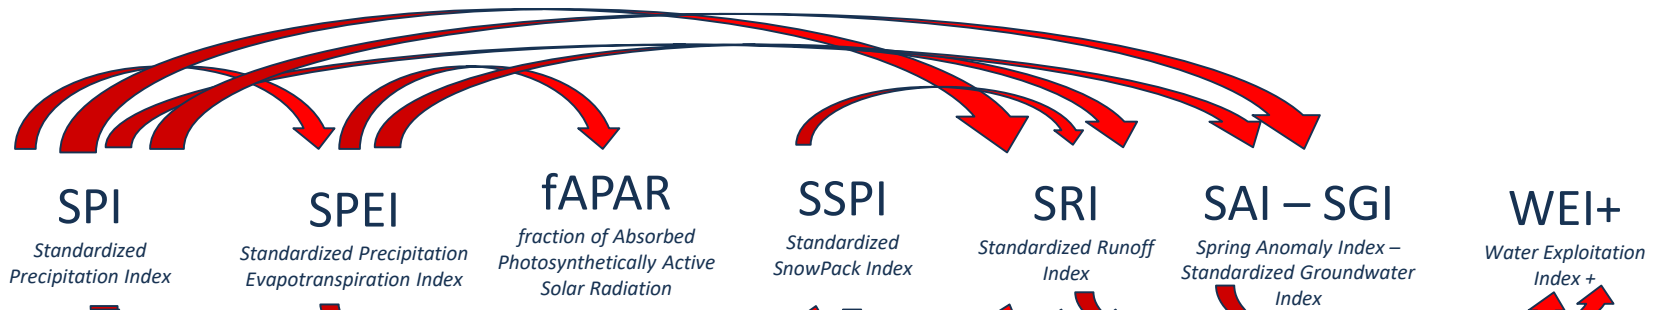 SPI
Standardized
Precipitation Index
SPEI
Standardized Precipitation
Evapotranspiration Index
fAPAR
fraction of Absorbed
Photosynthetically Active
Solar Radiation
SSPI
Standardized
SnowPack Index
SRI
Standardized Runoff
Index
SAI – SGI
Spring Anomaly Index –
Standardized Groundwater
Index
WEI+
Water Exploitation
Index +